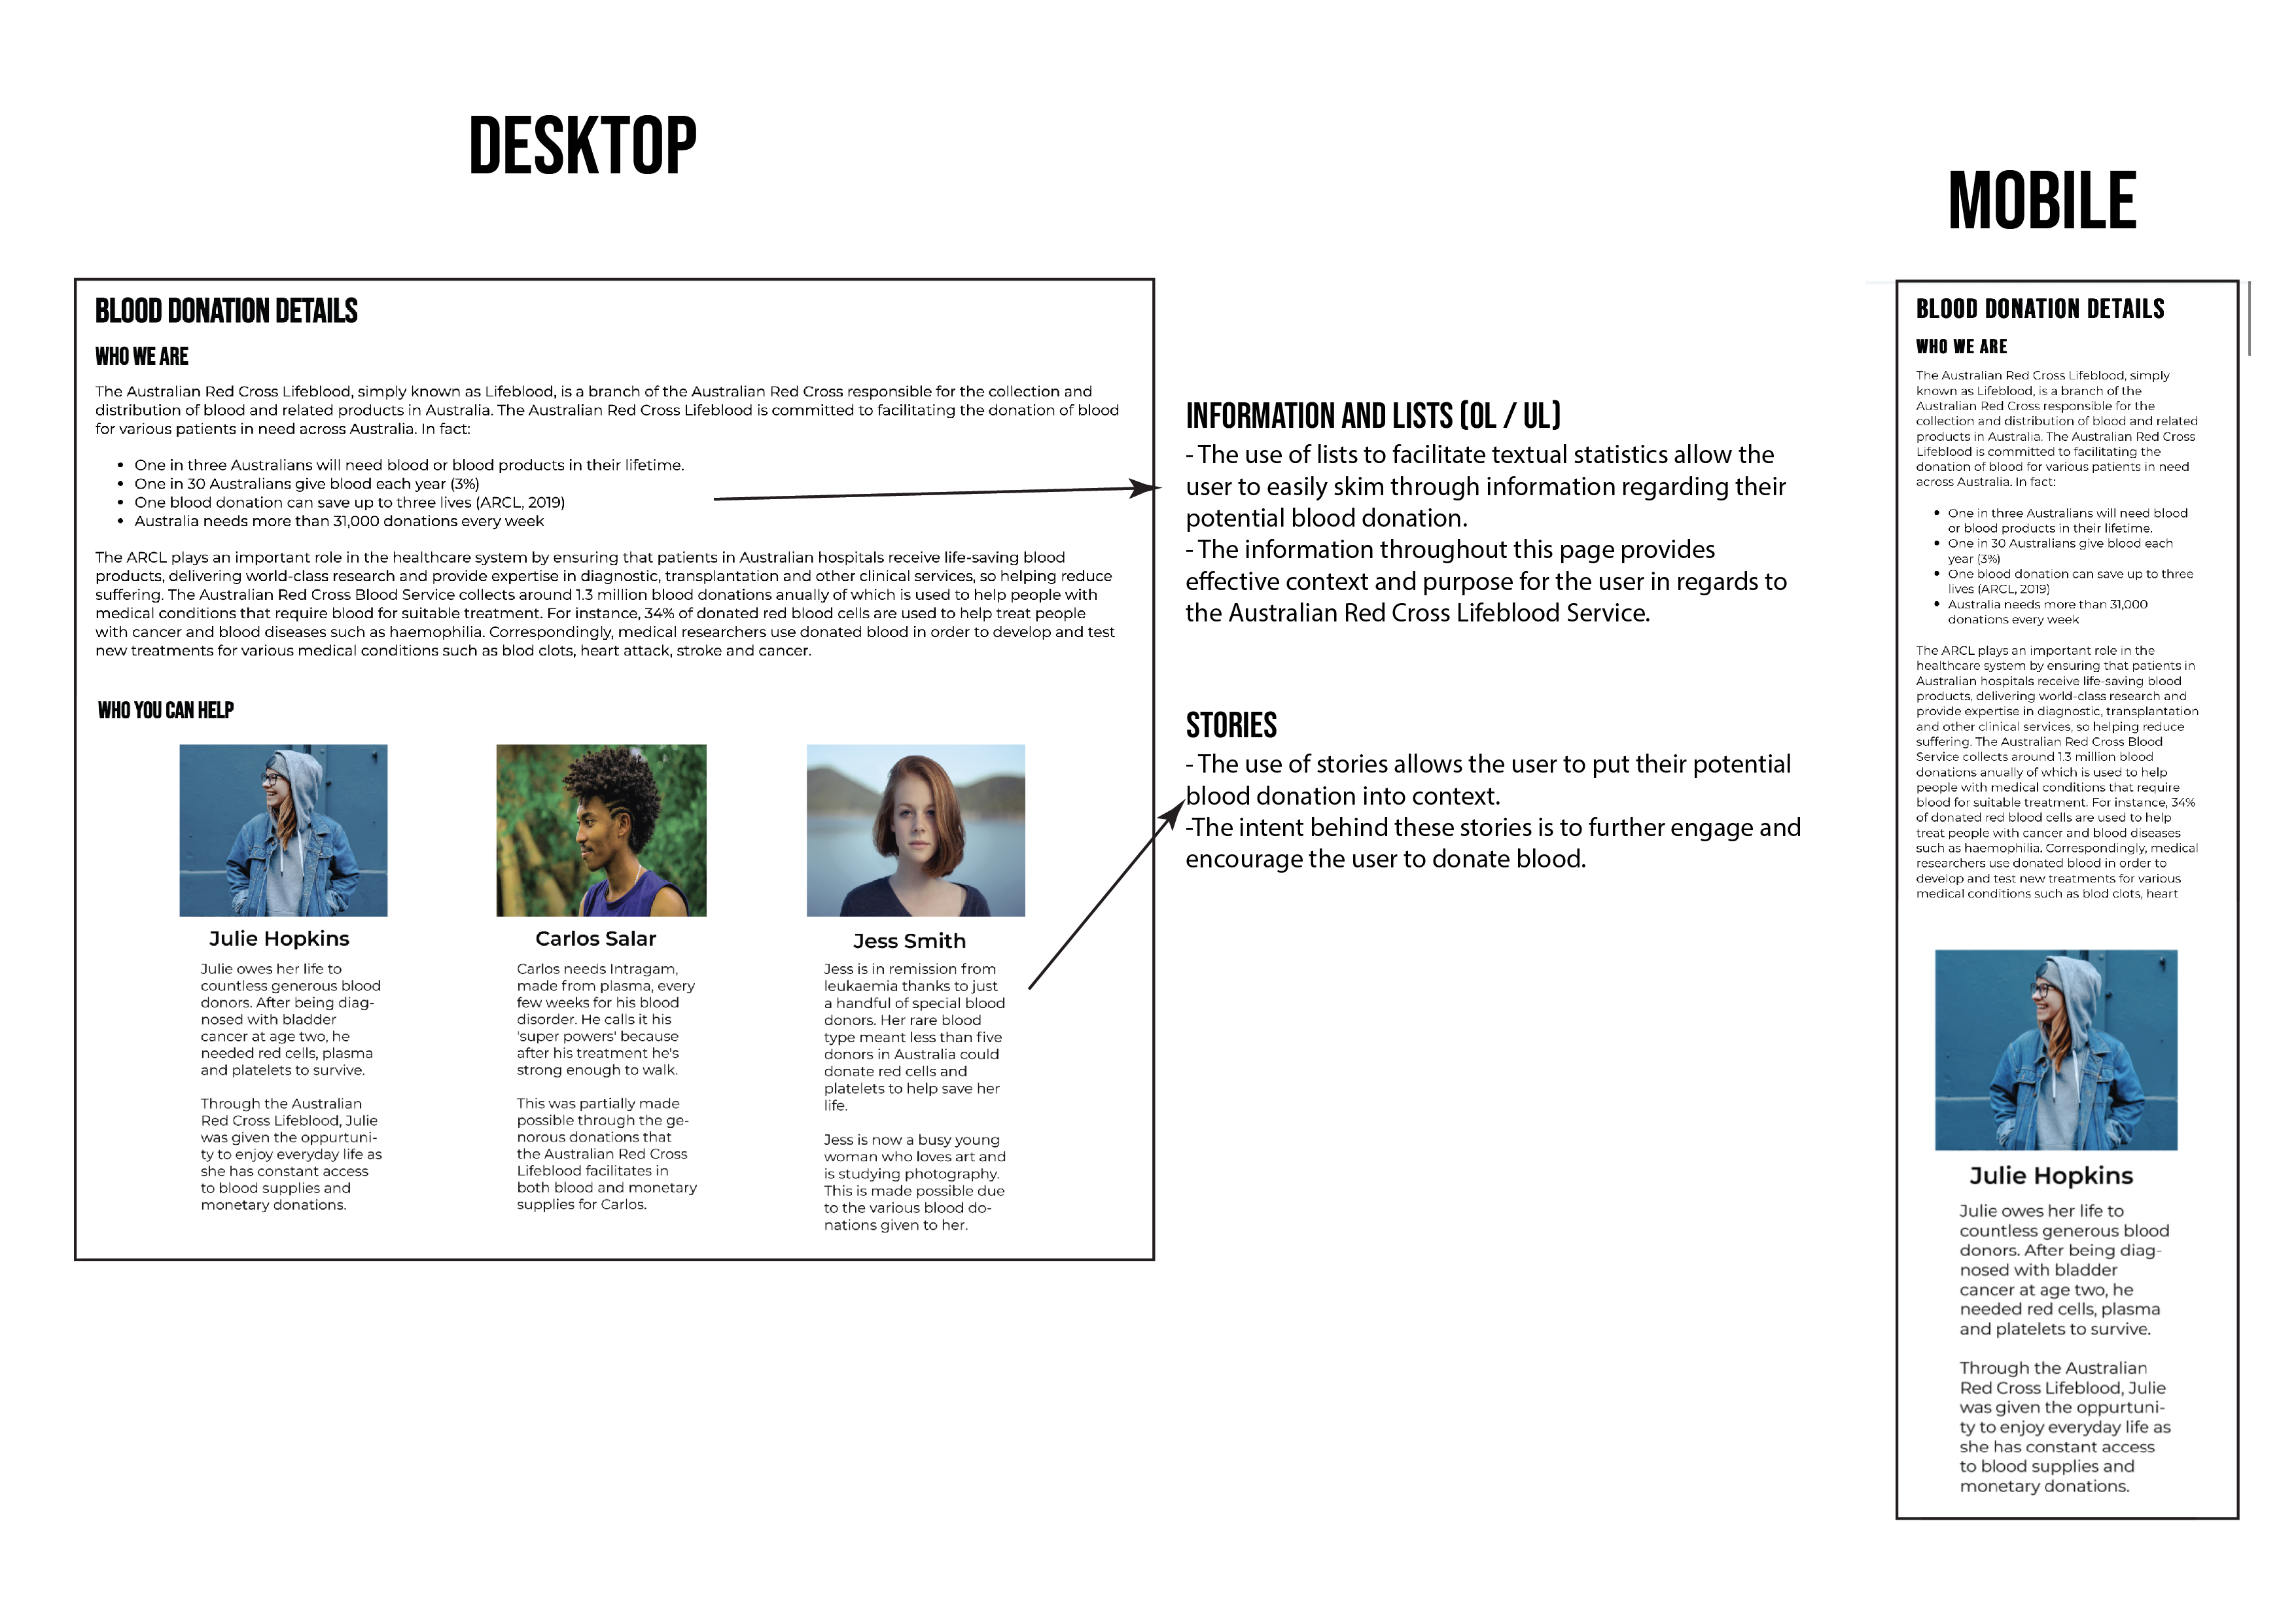 DESKTOP
BLOOD DONATION DETAILS
WHO WE ARE
The Australian Red Cross Lifeblood, simply known as Lifeblood, is a branch of the Australian Red Cross responsible for the collection and
distribution of blood and related products in Australia. The Australian Red Cross Lifeblood is committed to facilitating the donation of blood
for various patients in need across Australia. In fact:
• One in three Australians will need blood or blood products in their lifetime.
• One in 30 Australians give blood each year (3%)
• One blood donation can save up to three lives (ARCL, 2019)
• Australia needs more than 31,000 donations every week
The ARCL plays an important role in the healthcare system by ensuring that patients in Australian hospitals receive life-saving blood
products, delivering world-class research and provide expertise in diagnostic, transplantation and other clinical services, so helping reduce
suffering. The Australian Red Cross Blood Service collects around 1.3 million blood donations anually of which is used to help people with
medical conditions that require blood for suitable treatment. For instance, 34% of donated red blood cells are used to help treat people
with cancer and blood diseases such as haemophilia. Correspondingly, medical researchers use donated blood in order to develop and test
new treatments for various medical conditions such as blod clots, heart attack, stroke and cancer.
WHO YOU CAN HELP
Julie Hopkins
Julie owes her life to
countless generous blood
donors. After being diag-
nosed with bladder
cancer at age two, he
needed red cells, plasma
and platelets to survive.
Through the Australian
Red Cross Lifeblood, Julie
was given the oppurtuni-
ty to enjoy everyday life as
she has constant access
to blood supplies and
monetary donations.
Carlos Salar
Carlos needs Intragam,
made from plasma, every
few weeks for his blood
disorder. He calls it his
'super powers' because
after his treatment he's
strong enough to walk.
This was partially made
possible through the ge-
norous donations that
the Australian Red Cross
Lifeblood facilitates in
both blood and monetary
supplies for Carlos.
Jess Smith
Jess is in remission from
leukaemia thanks to just
a handful of special blood
donors. Her rare blood
type meant less than five
donors in Australia could
donate red cells and
platelets to help save her
life.
Jess is now a busy young
woman who loves art and
is studying photography.
This is made possible due
to the various blood do-
nations given to her.
INFORMATION AND LISTS (OL / UL)
- The use of lists to facilitate textual statistics allow the
user to easily skim through information regarding their
potential blood donation.
- The information throughout this page provides
effective context and purpose for the user in regards to
the Australian Red Cross Lifeblood Service.
STORIES
- The use of stories allows the user to put their potential
blood donation into context.
-The intent behind these stories is to further engage and
encourage the user to donate blood.
MOBILE
BLOOD DONATION DETAILS
WHO WE ARE
The Australian Red Cross Lifeblood, simply
known as Lifeblood, is a branch of the
Australian Red Cross responsible for the
collection and distribution of blood and related
products in Australia. The Australian Red Cross
Lifeblood is committed to facilitating the
donation of blood for various patients in need
across Australia. In fact:
• One in three Australians will need blood
or blood products in their lifetime.
• One in 30 Australians give blood each
year (3%)
• One blood donation can save up to three
lives (ARCL, 2019)
• Australia needs more than 31,000
donations every week
The ARCL plays an important role in the
healthcare system by ensuring that patients in
Australian hospitals receive life-saving blood
products, delivering world-class research and
provide expertise in diagnostic, transplantation
and other clinical services, so helping reduce
suffering. The Australian Red Cross Blood
Service collects around 1.3 million blood
donations anually of which is used to help
people with medical conditions that require
blood for suitable treatment. For instance, 34%
of donated red blood cells are used to help
treat people with cancer and blood diseases
such as haemophilia. Correspondingly, medical
researchers use donated blood in order to
develop and test new treatments for various
medical conditions such as blod clots, heart
Julie Hopkins
Julie owes her life to
countless generous blood
donors. After being diag-
nosed with bladder
cancer at age two, he
needed red cells, plasma
and platelets to survive.
Through the Australian
Red Cross Lifeblood, Julie
was given the oppurtuni-
ty to enjoy everyday life as
she has constant access
to blood supplies and
monetary donations.